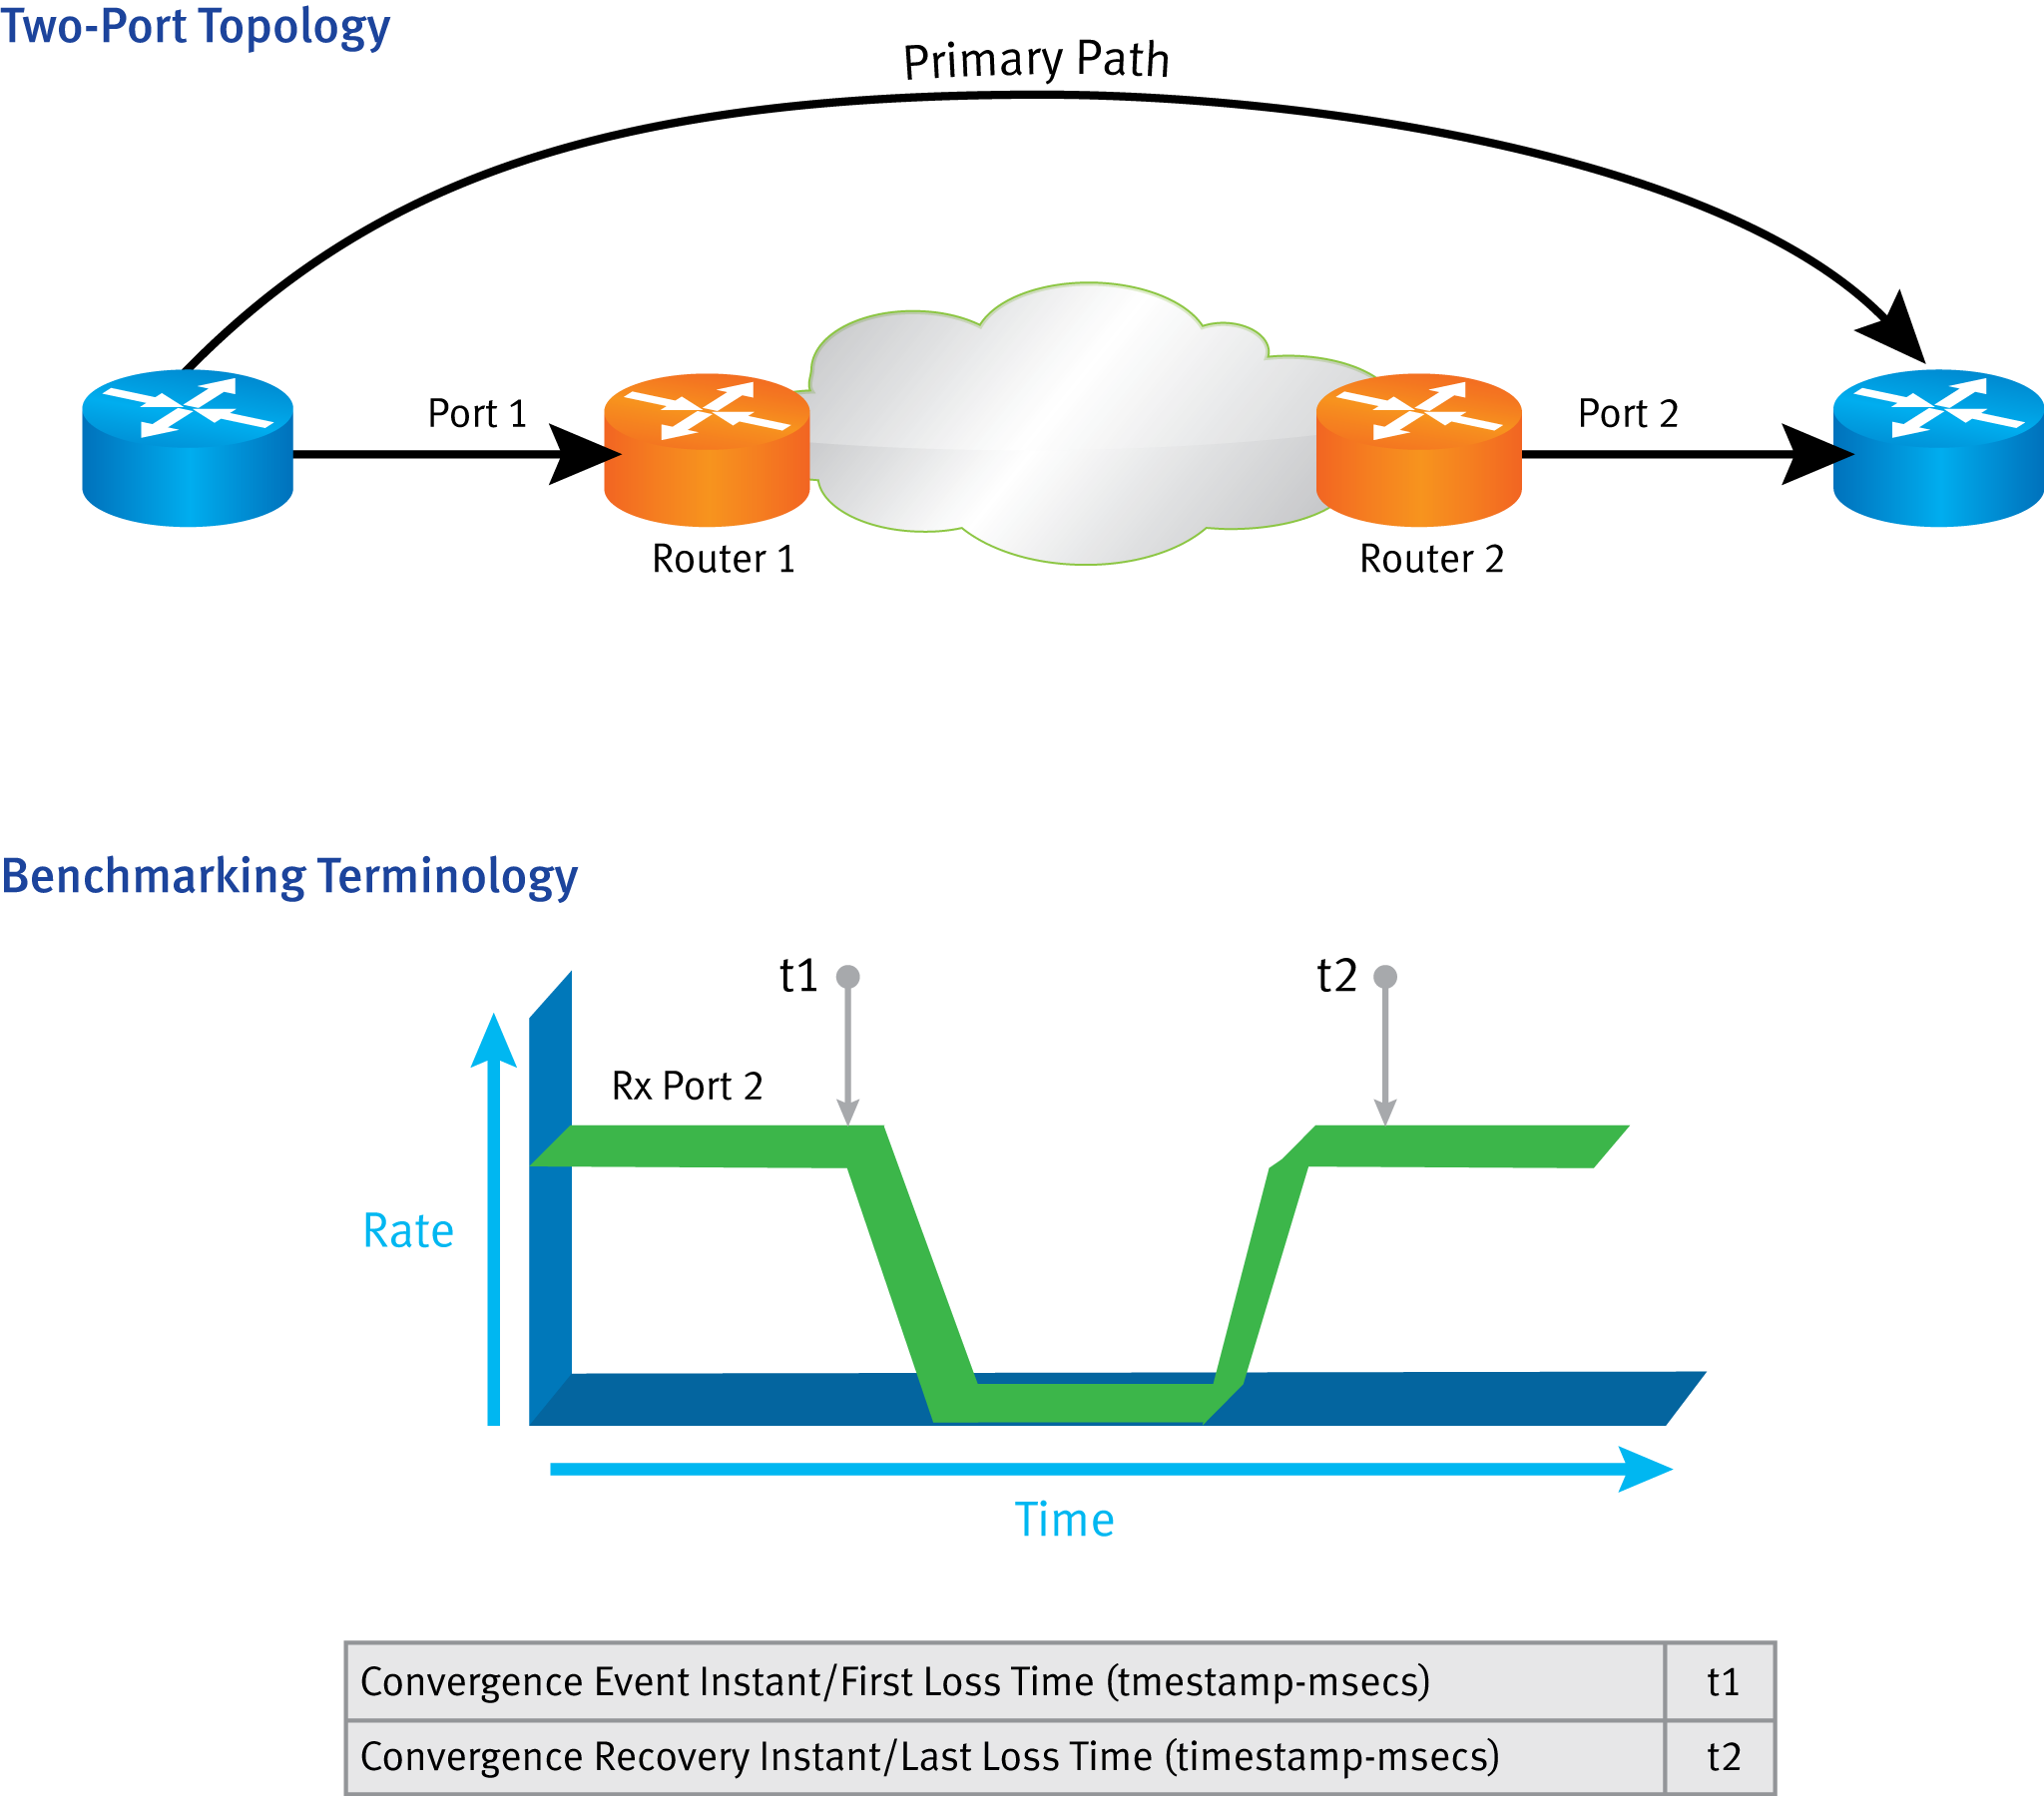 Two-Port Topology
Primary Path
Port 1
Port 2
Router 1
Router 2
Benchmarking Terminology
t1
t2
Rx Port 2
Rate
Time
Convergence Event Instant/First Loss Time (tmestamp-msecs) t1
Convergence Recovery Instant/Last Loss Time (timestamp-msecs) t2